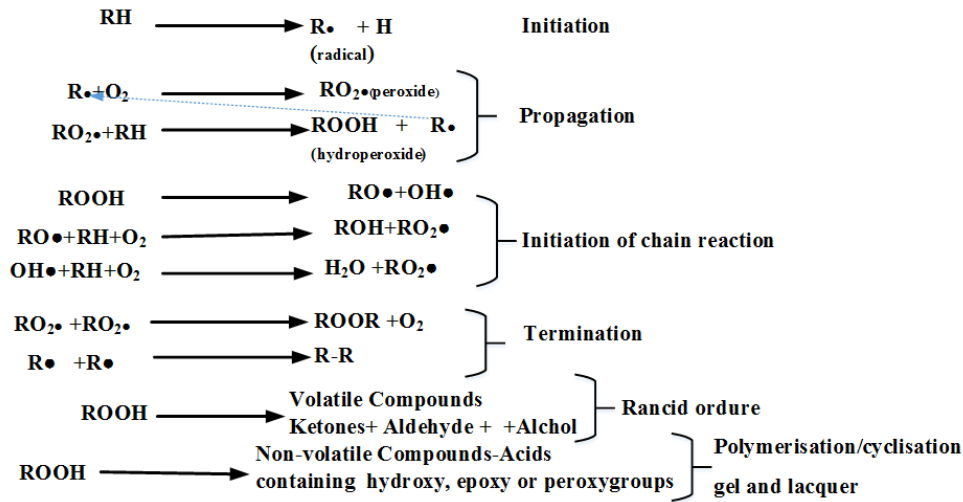 RH R• + H Initiation
(radical)
R•+O₂ RO₂•(peroxide)
Propagation
RO₂•+RH ROOH + R•
(hydroperoxide)
ROOH RO•+OH•
RO•+RH+O₂ ROH+RO₂•
Initiation of chain reaction
OH•+RH+O₂ H₂O +RO₂•
RO₂• +RO₂• ROOR +O₂
Termination
R• +R• R-R
Volatile Compounds
ROOH Rancid ordure
Ketones+ Aldehyde + +Alchol
Non-volatile Compounds-Acids
ROOH Polymerisation/cyclisation
containing hydroxy, epoxy or peroxygroups
gel and lacquer